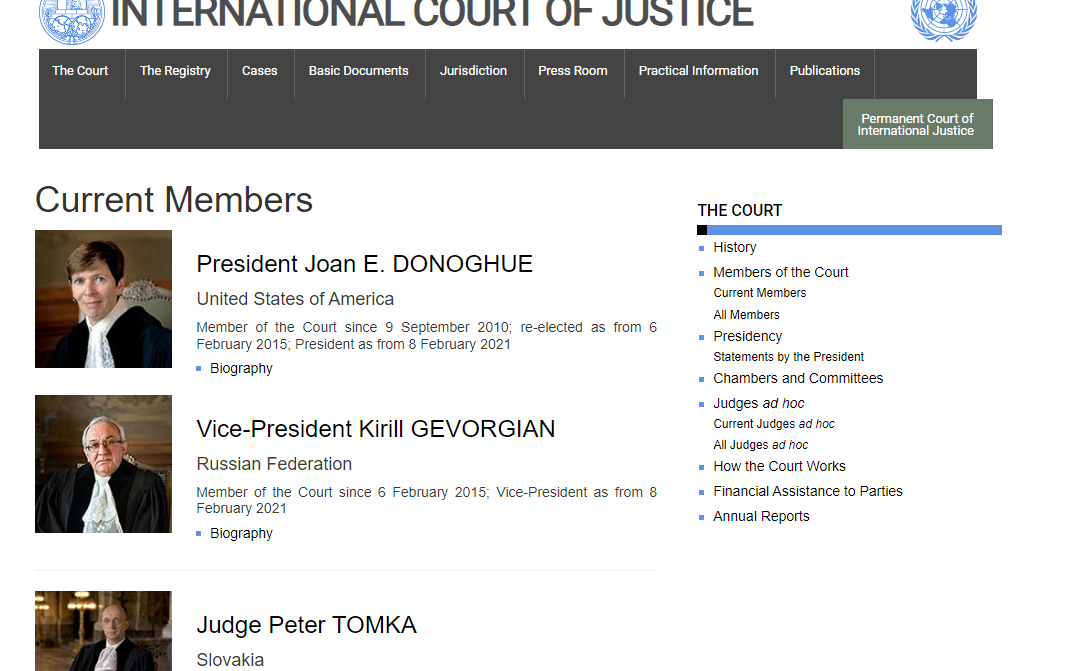 INTERNATIONAL COURT OF JUSTICE
The Court
The Registry
Cases
Basic Documents
Jurisdiction
Press Room
Practical Information
Publications
Permanent Court of
International Justice
Current Members
President Joan E. DONOGHUE
United States of America
Member of the Court since 9 September 2010; re-elected as from 6
February 2015; President as from 8 February 2021
Biography
Vice-President Kirill GEVORGIAN
Russian Federation
Member of the Court since 6 February 2015; Vice-President as from 8
February 2021
Biography
Judge Peter TOMKA
Slovakia
THE COURT
History
Members of the Court
Current Members
All Members
Presidency
Statements by the President
Chambers and Committees
Judges ad hoc
Current Judges ad hoc
All Judges ad hoc
How the Court Works
Financial Assistance to Parties
Annual Reports